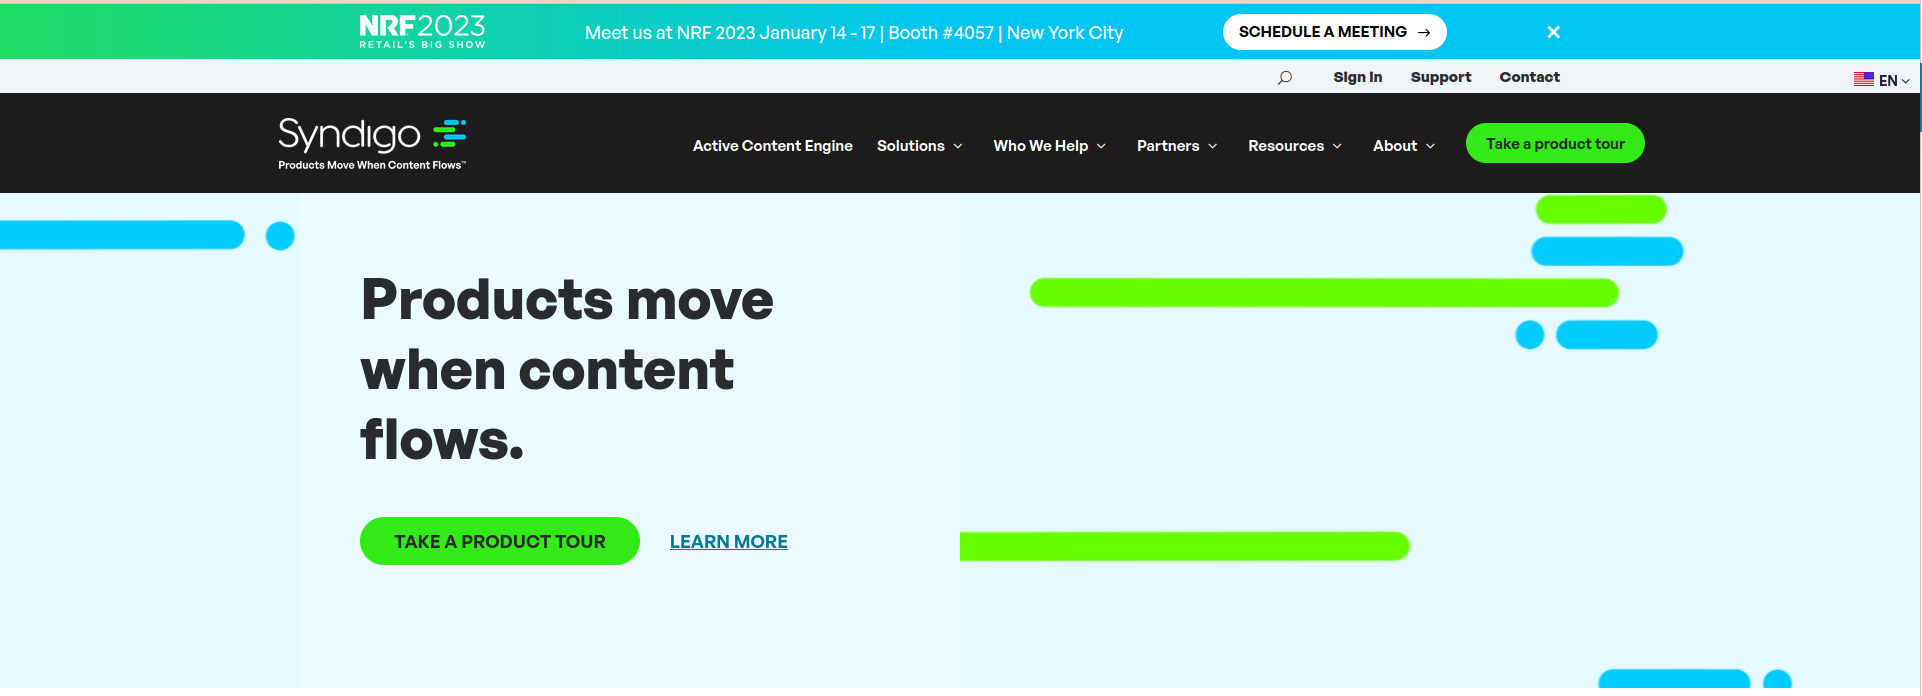 NRF2023
RETAIL'S BIG SHOW
Meet us at NRF 2023 January 14 - 17 | Booth #4057 | New York City
SCHEDULE A MEETING →
×
Sign In
Support
Contact
EN
Syndigo
Products Move When Content Flows™
Active Content Engine
Solutions
Who We Help
Partners
Resources
About
Take a product tour
Products move
when content
flows.
TAKE A PRODUCT TOUR
LEARN MORE